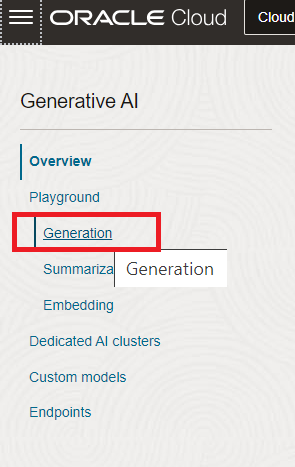 ORACLE Cloud
Cloud
Generative AI
Overview
Playground
Generation
Summariza
Generation
Embedding
Dedicated AI clusters
Custom models
Endpoints